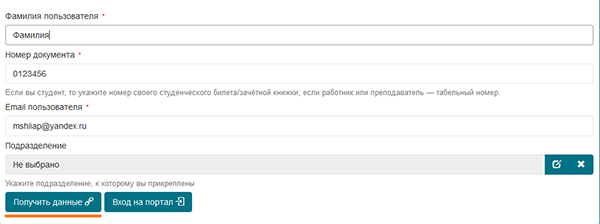 Фамилия пользователя *
Фамилия
Номер документа *
0123456
Если вы студент, то укажите номер своего студенческого билета/зачётной книжки; если работник или преподаватель — табельный номер.
Email пользователя *
mshliap@yandex.ru
Подразделение
Не выбрано
Укажите подразделение, к которому вы прикреплены
Получить данные Вход на портал